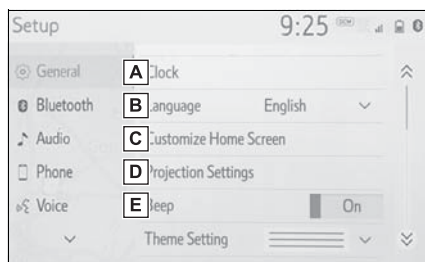 Setup 9:25 DCM
General A Clock
Bluetooth B Language English
Audio C Customize Home Screen
Phone D Projection Settings
Voice E Beep On
Theme Setting